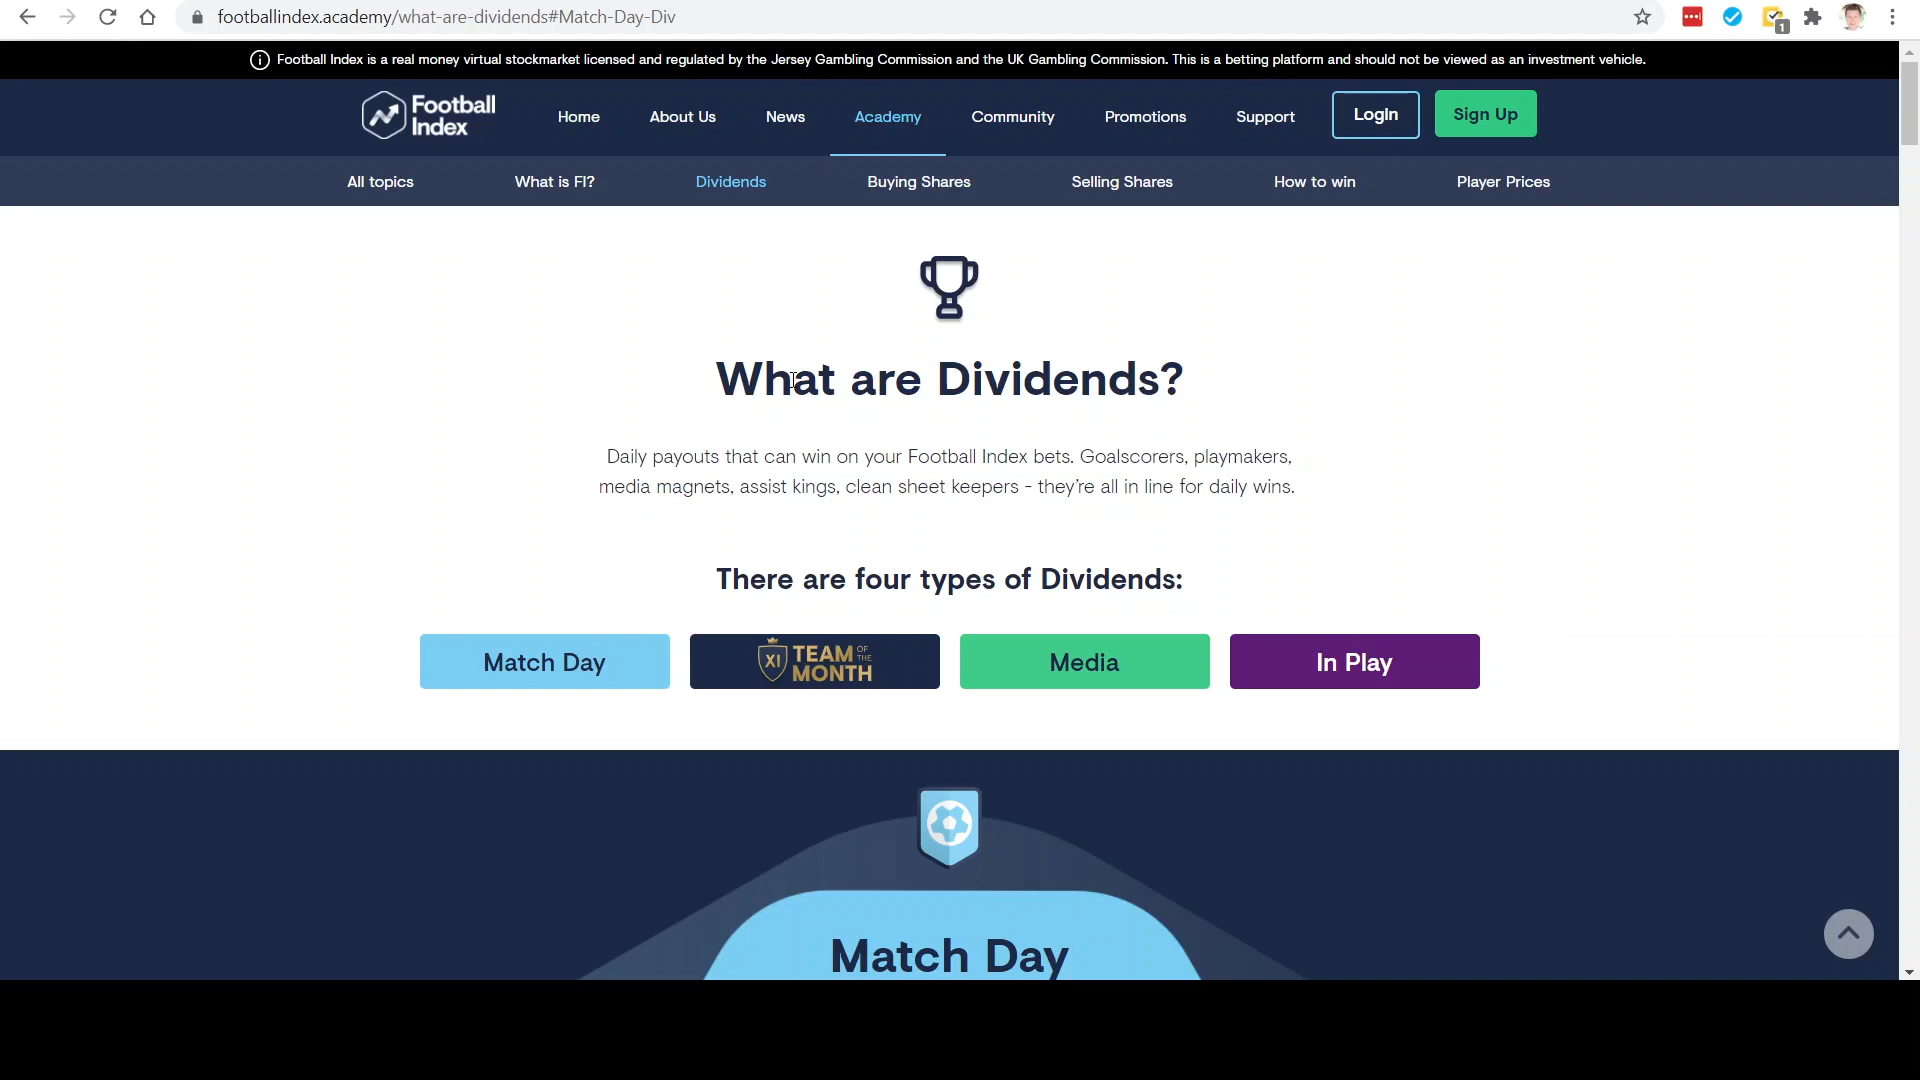 footballindex.academy/what-are-dividends#Match-Day-Div
1
Football Index is a real money virtual stockmarket licensed and regulated by the Jersey Gambling Commission and the UK Gambling Commission. This is a betting platform and should not be viewed as an investment vehicle.
Football
Index
Home About Us News Academy Community Promotions Support Login Sign Up
All topics What is FI? Dividends Buying Shares Selling Shares How to win Player Prices
What are Dividends?
Daily payouts that can win on your Football Index bets. Goalscorers, playmakers,
media magnets, assist kings, clean sheet keepers - they're all in line for daily wins.
There are four types of Dividends:
Match Day
XI TEAM OF THE
MONTH
Media
In Play
Match Day